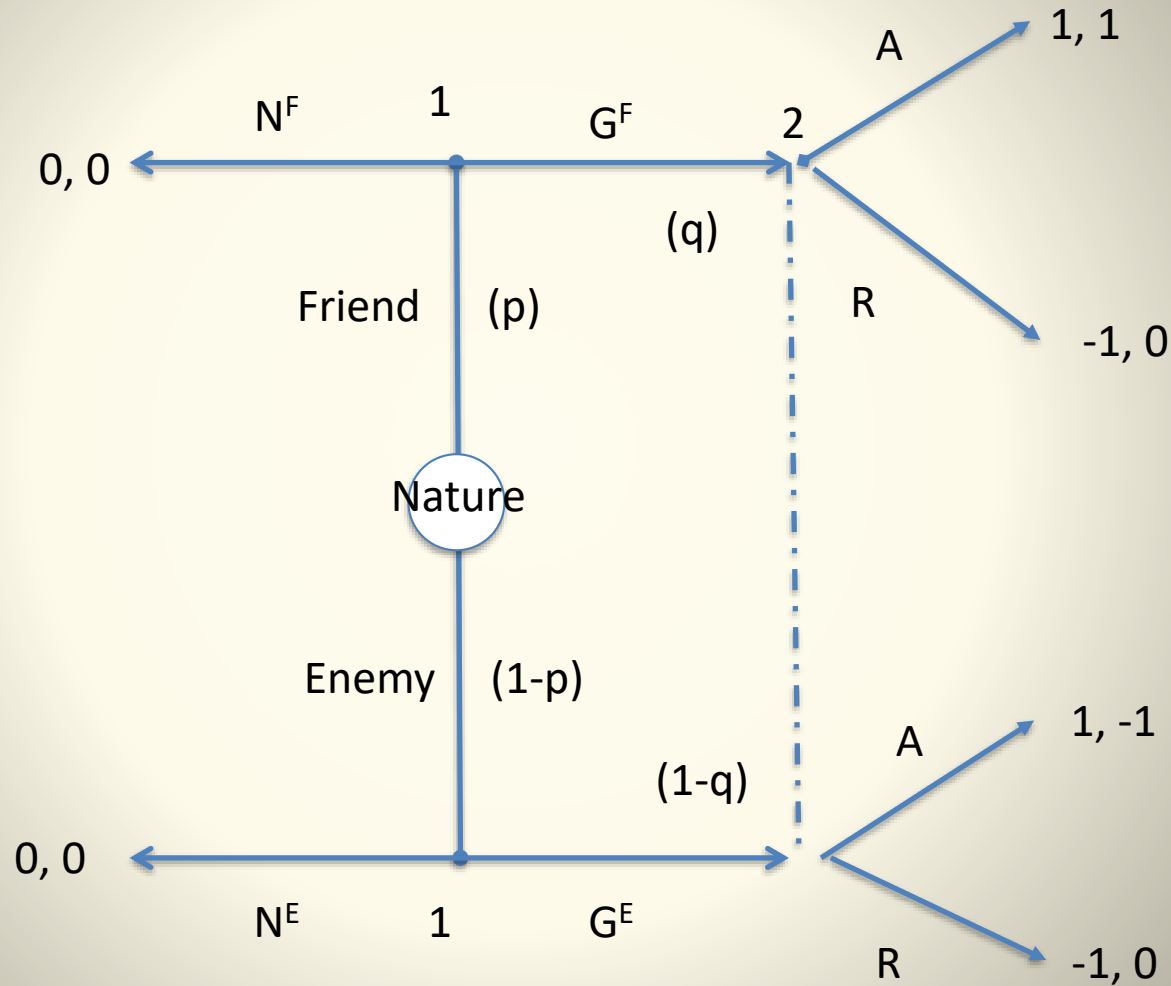 A
1, 1
N^F
1
G^F
2
0, 0
(q)
Friend
(p)
R
-1, 0
Nature
Enemy
(1-p)
1, -1
A
(1-q)
0, 0
N^E
1
G^E
R
-1, 0